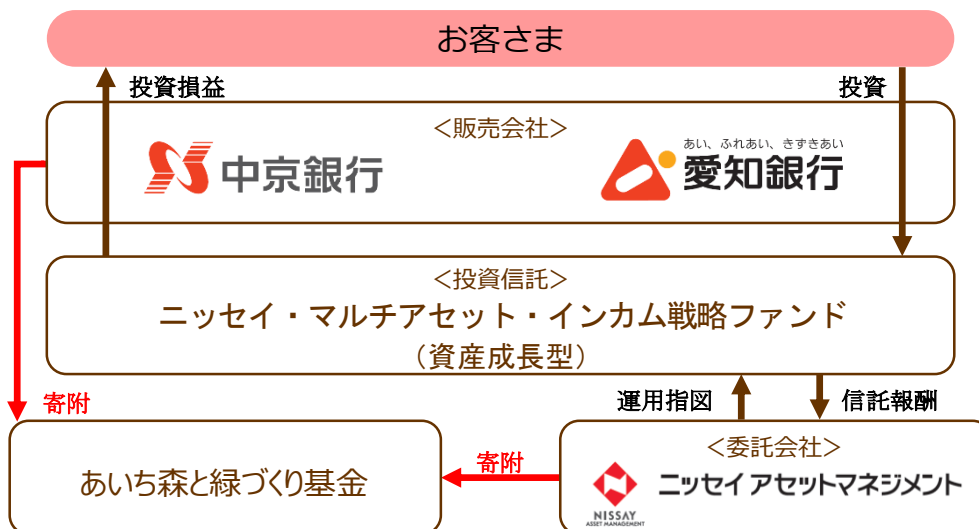 お客さま
投資損益
投資
＜販売会社＞
中京銀行
あい、ふれあい、きずきあい
愛知銀行
＜投資信託＞
ニッセイ・マルチアセット・インカム戦略ファンド
（資産成長型）
寄附
運用指図
信託報酬
あいち森と緑づくり基金
寄附
＜委託会社＞
NISSAY
ASSET MANAGEMENT
ニッセイ アセットマネジメント